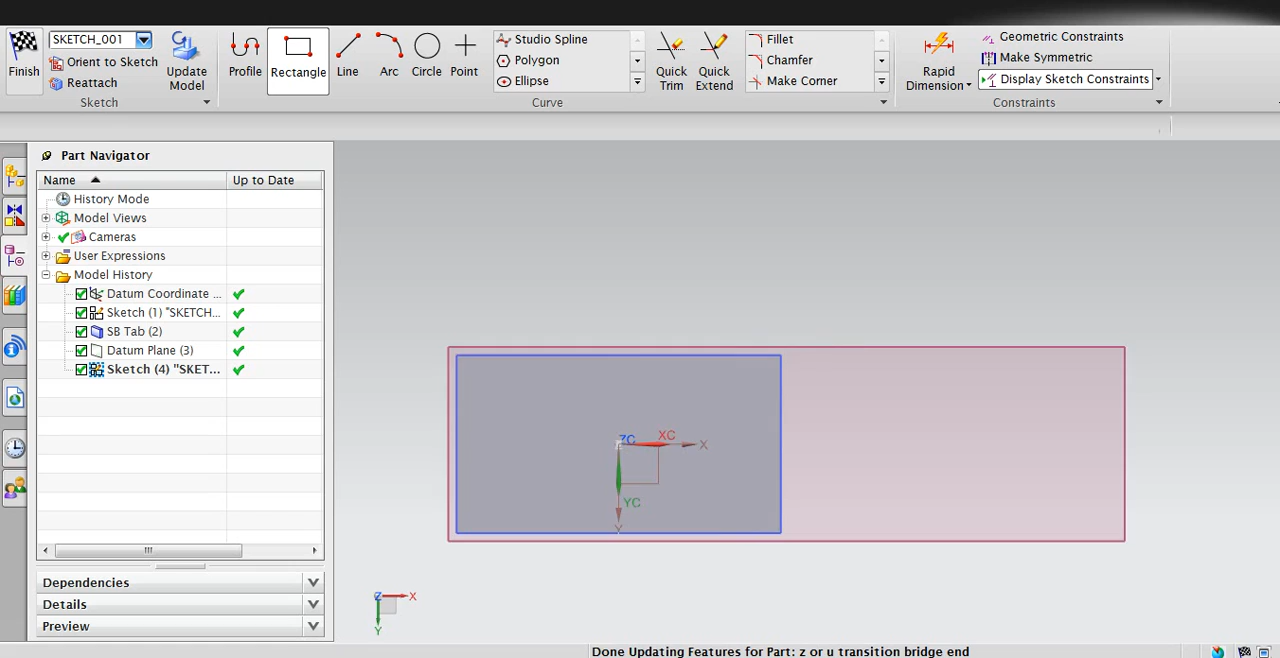 SKETCH_001
Orient to Sketch
Reattach
Finish
Update Model
Sketch
Profile
Rectangle
Line
Arc
Circle
Point
Studio Spline
Polygon
Ellipse
Quick Trim
Quick Extend
Fillet
Chamfer
Make Corner
Curve
Rapid Dimension
Geometric Constraints
Make Symmetric
Display Sketch Constraints
Constraints
Part Navigator
Name Up to Date
History Mode
Model Views
Cameras
User Expressions
Model History
Datum Coordinate ...
Sketch (1) "SKETCH...
SB Tab (2)
Datum Plane (3)
Sketch (4) "SKET...
Dependencies
Details
Preview
ZC XC X
YC
Y
Z X
Y
Done Updating Features for Part: z or u transition bridge end